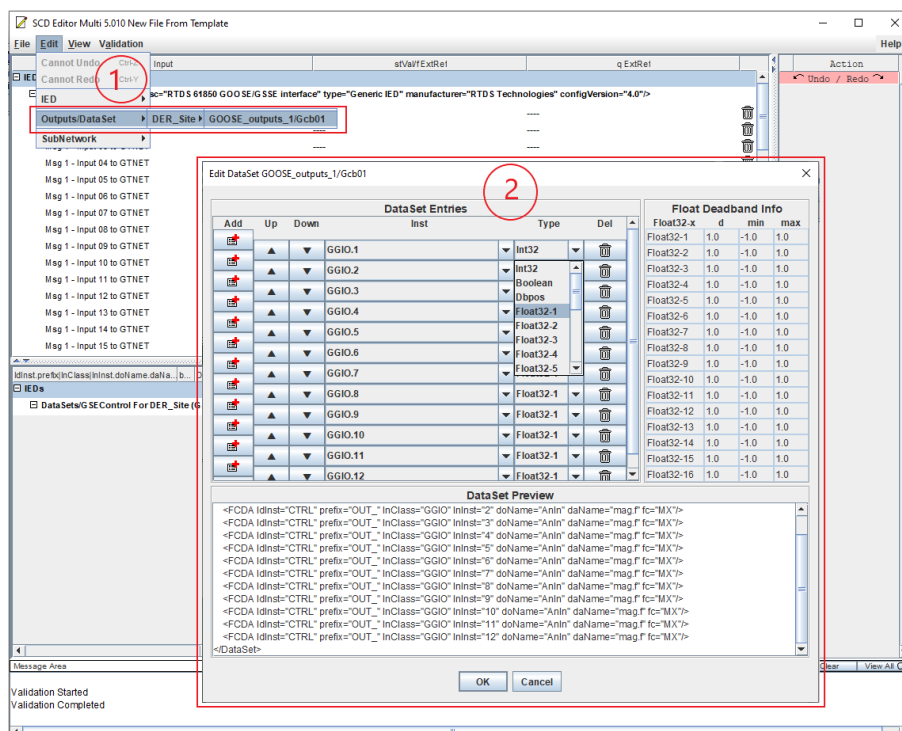 SCD Editor Multi 5.010 New File From Template
File Edit View Validation
Help
Cannot Undo Ctrl-Z
Cannot Redo Ctrl-Y
IED
Outputs/DataSet
SubNetwork
DER_Site
GOOSE_outputs_1/Gcb01
1
Input
stVal/f ExtRef
q ExtRef
Action
Undo / Redo
sc="RTDS 61850 GOOSE/GSSE interface" type="Generic IED" manufacturer="RTDS Technologies" configVersion="4.0"/>
----
----
----
----
Msg 1 - Input 04 to GTNET
Msg 1 - Input 05 to GTNET
Msg 1 - Input 06 to GTNET
Msg 1 - Input 07 to GTNET
Msg 1 - Input 08 to GTNET
Msg 1 - Input 09 to GTNET
Msg 1 - Input 10 to GTNET
Msg 1 - Input 11 to GTNET
Msg 1 - Input 12 to GTNET
Msg 1 - Input 13 to GTNET
Msg 1 - Input 14 to GTNET
Msg 1 - Input 15 to GTNET
ldInst.prefix|lnClass|lnInst.doName.daNa... b...
IEDs
DataSets/GSEControl For DER_Site (G
Edit DataSet GOOSE_outputs_1/Gcb01
2
DataSet Entries
Add Up Down Inst Type Del
GGIO.1 Int32
GGIO.2
GGIO.3
GGIO.4
GGIO.5
GGIO.6
GGIO.7
GGIO.8 Float32-1
GGIO.9 Float32-1
GGIO.10 Float32-1
GGIO.11 Float32-1
GGIO.12 Float32-1
Int32
Boolean
Dbpos
Float32-1
Float32-2
Float32-3
Float32-4
Float32-5
Float Deadband Info
Float32-x d min max
Float32-1 1.0 -1.0 1.0
Float32-2 1.0 -1.0 1.0
Float32-3 1.0 -1.0 1.0
Float32-4 1.0 -1.0 1.0
Float32-5 1.0 -1.0 1.0
Float32-6 1.0 -1.0 1.0
Float32-7 1.0 -1.0 1.0
Float32-8 1.0 -1.0 1.0
Float32-9 1.0 -1.0 1.0
Float32-10 1.0 -1.0 1.0
Float32-11 1.0 -1.0 1.0
Float32-12 1.0 -1.0 1.0
Float32-13 1.0 -1.0 1.0
Float32-14 1.0 -1.0 1.0
Float32-15 1.0 -1.0 1.0
Float32-16 1.0 -1.0 1.0
DataSet Preview
<FCDA ldInst="CTRL" prefix="OUT_" lnClass="GGIO" lnInst="2" doName="AnIn" daName="mag.f" fc="MX"/>
<FCDA ldInst="CTRL" prefix="OUT_" lnClass="GGIO" lnInst="3" doName="AnIn" daName="mag.f" fc="MX"/>
<FCDA ldInst="CTRL" prefix="OUT_" lnClass="GGIO" lnInst="4" doName="AnIn" daName="mag.f" fc="MX"/>
<FCDA ldInst="CTRL" prefix="OUT_" lnClass="GGIO" lnInst="5" doName="AnIn" daName="mag.f" fc="MX"/>
<FCDA ldInst="CTRL" prefix="OUT_" lnClass="GGIO" lnInst="6" doName="AnIn" daName="mag.f" fc="MX"/>
<FCDA ldInst="CTRL" prefix="OUT_" lnClass="GGIO" lnInst="7" doName="AnIn" daName="mag.f" fc="MX"/>
<FCDA ldInst="CTRL" prefix="OUT_" lnClass="GGIO" lnInst="8" doName="AnIn" daName="mag.f" fc="MX"/>
<FCDA ldInst="CTRL" prefix="OUT_" lnClass="GGIO" lnInst="9" doName="AnIn" daName="mag.f" fc="MX"/>
<FCDA ldInst="CTRL" prefix="OUT_" lnClass="GGIO" lnInst="10" doName="AnIn" daName="mag.f" fc="MX"/>
<FCDA ldInst="CTRL" prefix="OUT_" lnClass="GGIO" lnInst="11" doName="AnIn" daName="mag.f" fc="MX"/>
<FCDA ldInst="CTRL" prefix="OUT_" lnClass="GGIO" lnInst="12" doName="AnIn" daName="mag.f" fc="MX"/>
</DataSet>
OK Cancel
Message Area
Clear View All
Validation Started
Validation Completed